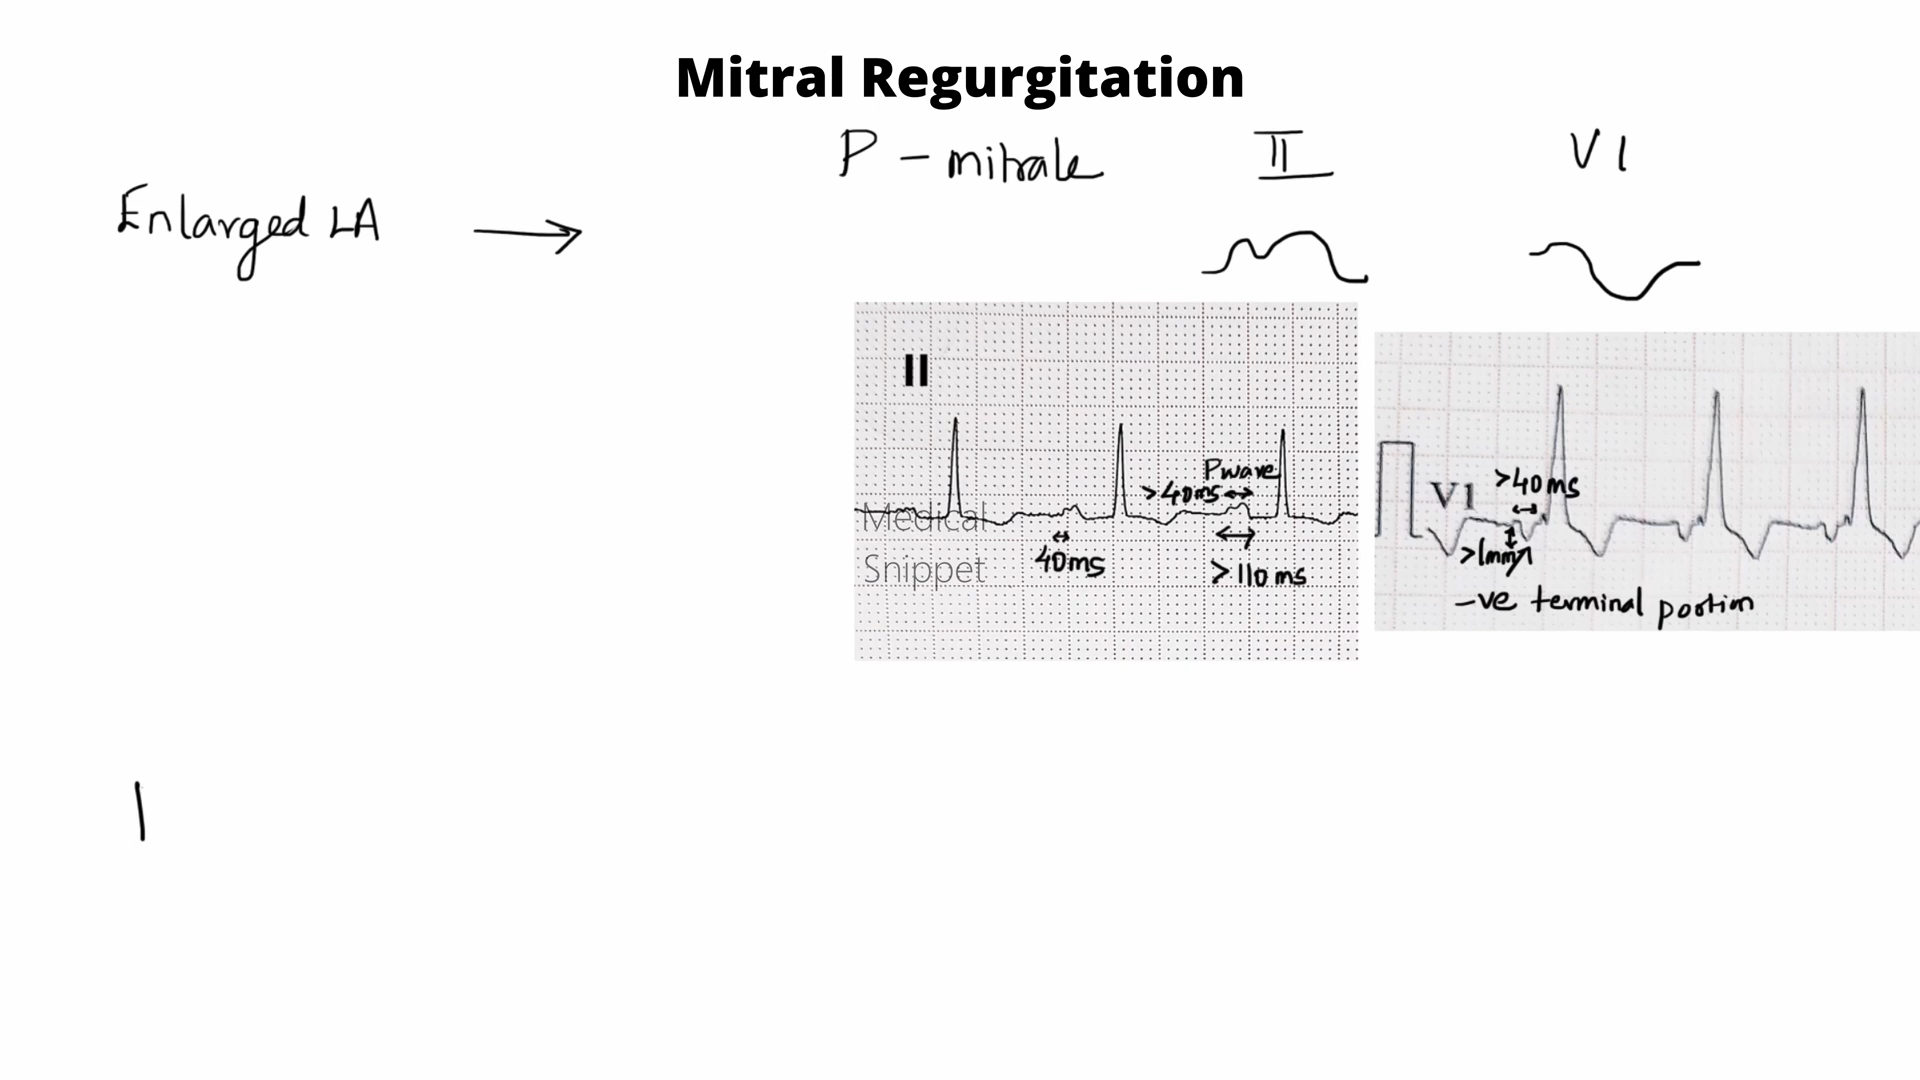 Mitral Regurgitation
P - mitrale II V1
Enlarged LA →
II
P wave
>40ms
Medical
Snippet
40ms
>110 ms
V1
>40ms
>1mm
-ve terminal portion